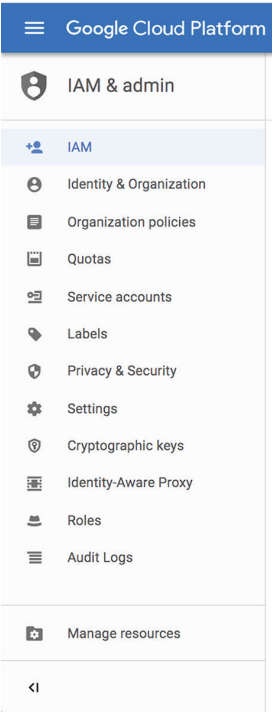 Google Cloud Platform
IAM & admin
IAM
Identity & Organization
Organization policies
Quotas
Service accounts
Labels
Privacy & Security
Settings
Cryptographic keys
Identity-Aware Proxy
Roles
Audit Logs
Manage resources